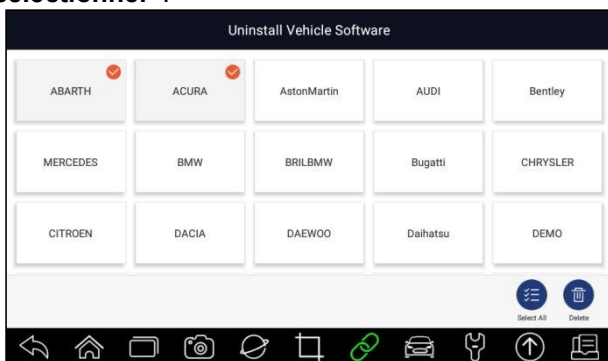 Uninstall Vehicle Software
ABARTH
ACURA
AstonMartin
AUDI
Bentley
MERCEDES
BMW
BRILBMW
Bugatti
CHRYSLER
CITROEN
DACIA
DAEWOO
Daihatsu
DEMO
Select All
Delete